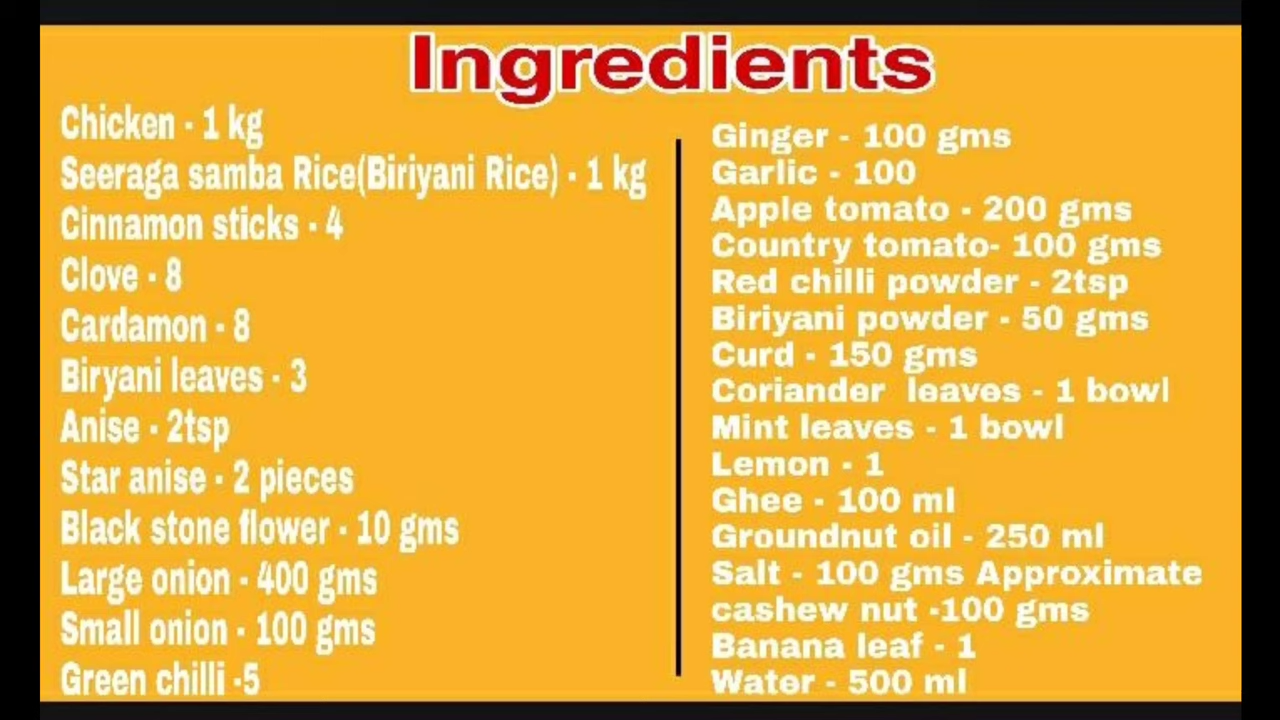 Ingredients
Chicken - 1 kg
Seeraga samba Rice(Biriyani Rice) - 1 kg
Cinnamon sticks - 4
Clove - 8
Cardamon - 8
Biryani leaves - 3
Anise - 2tsp
Star anise - 2 pieces
Black stone flower - 10 gms
Large onion - 400 gms
Small onion - 100 gms
Green chilli -5
Ginger - 100 gms
Garlic - 100
Apple tomato - 200 gms
Country tomato- 100 gms
Red chilli powder - 2tsp
Biriyani powder - 50 gms
Curd - 150 gms
Coriander  leaves - 1 bowl
Mint leaves - 1 bowl
Lemon - 1
Ghee - 100 ml
Groundnut oil - 250 ml
Salt - 100 gms Approximate
cashew nut -100 gms
Banana leaf - 1
Water - 500 ml